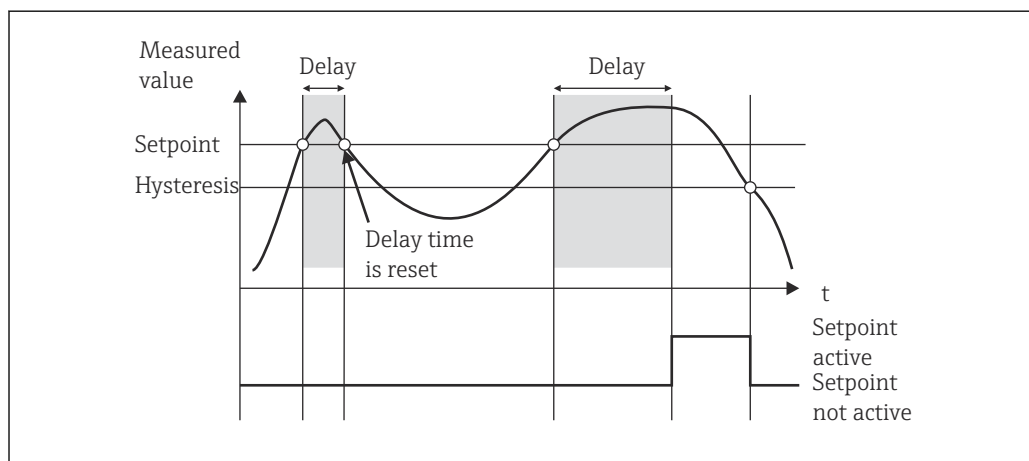 Measured
value
Delay
Delay
Setpoint
Hysteresis
Delay time
is reset
t
Setpoint
active
Setpoint
not active